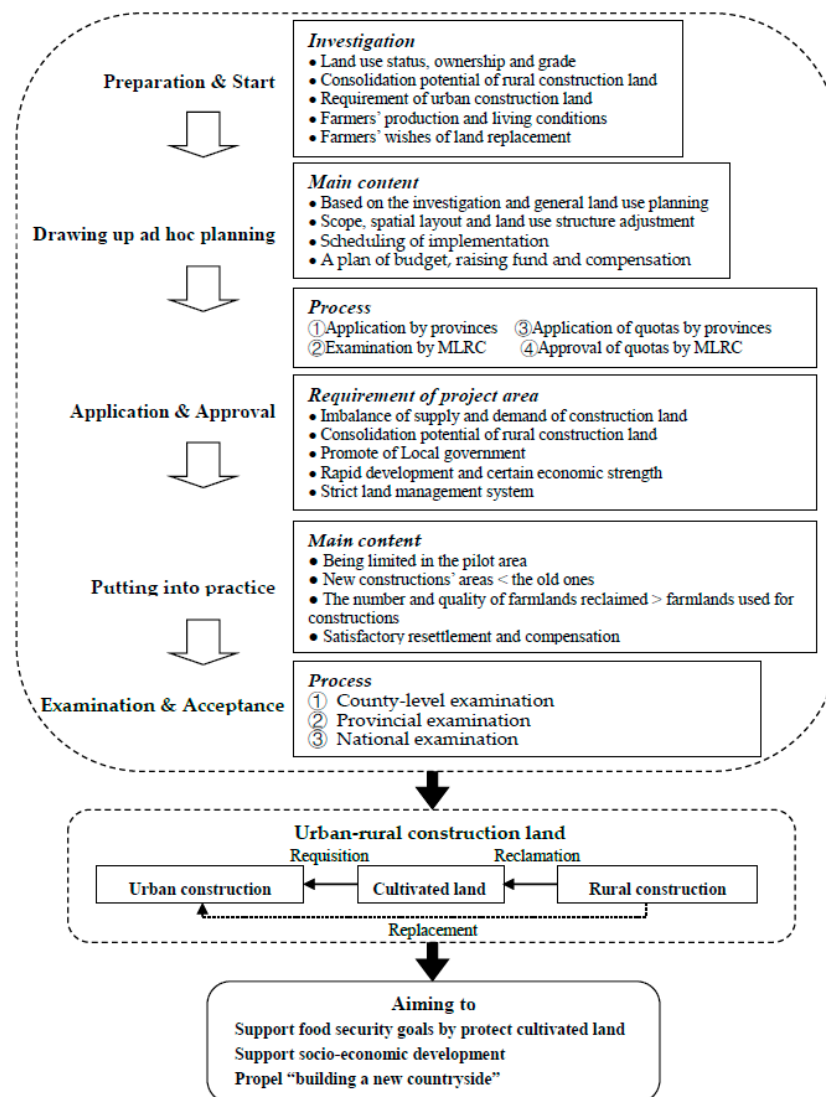 Preparation & Start
Investigation
● Land use status, ownership and grade
● Consolidation potential of rural construction land
● Requirement of urban construction land
● Farmers' production and living conditions
● Farmers' wishes of land replacement
Drawing up ad hoc planning
Main content
● Based on the investigation and general land use planning
● Scope, spatial layout and land use structure adjustment
● Scheduling of implementation
● A plan of budget, raising fund and compensation
Process
①Application by provinces ③Application of quotas by provinces
②Examination by MLRC ④Approval of quotas by MLRC
Application & Approval
Requirement of project area
● Imbalance of supply and demand of construction land
● Consolidation potential of rural construction land
● Promote of Local government
● Rapid development and certain economic strength
● Strict land management system
Putting into practice
Main content
● Being limited in the pilot area
● New constructions' areas < the old ones
● The number and quality of farmlands reclaimed > farmlands used for
constructions
● Satisfactory resettlement and compensation
Examination & Acceptance
Process
① County-level examination
② Provincial examination
③ National examination
Urban-rural construction land
Requisition Reclamation
Urban construction Cultivated land Rural construction
Replacement
Aiming to
Support food security goals by protect cultivated land
Support socio-economic development
Propel "building a new countryside"